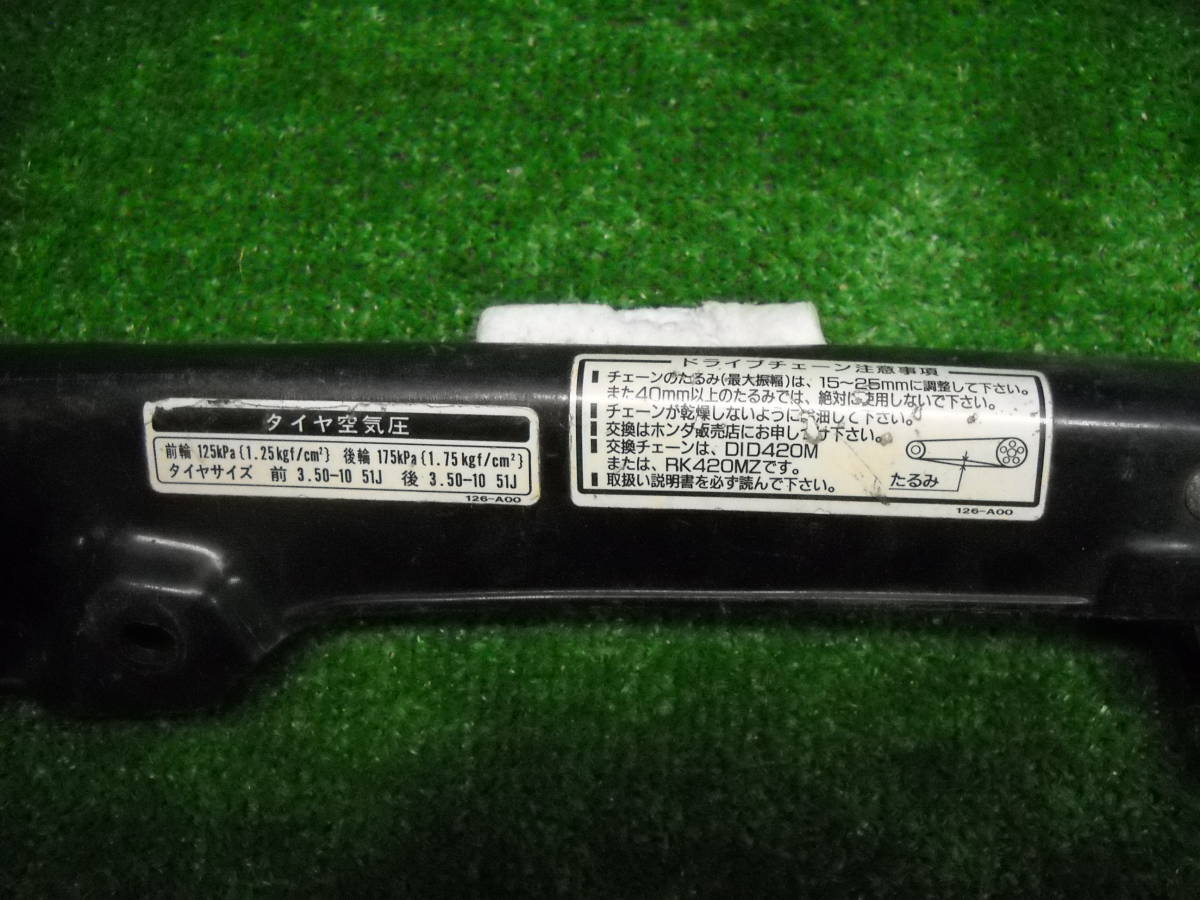 タイヤ空気圧
前輪 125kPa{1.25kgf/cm²} 後輪 175kPa{1.75kgf/cm²}
タイヤサイズ 前 3.50-10 51J 後 3.50-10 51J
126-A00
ドライブチェーン注意事項
チェーンのたるみ(最大振幅)は、15~25mmに調整して下さい。
また40mm以上のたるみでは、絶対に使用しないで下さい。
チェーンが乾燥しないように 油して下さい。
交換はホンダ販売店にお申しつけ下さい。
交換チェーンは、DID420M
または、RK420MZです。
取扱い説明書を必ず読んで下さい。
たるみ
126-A00